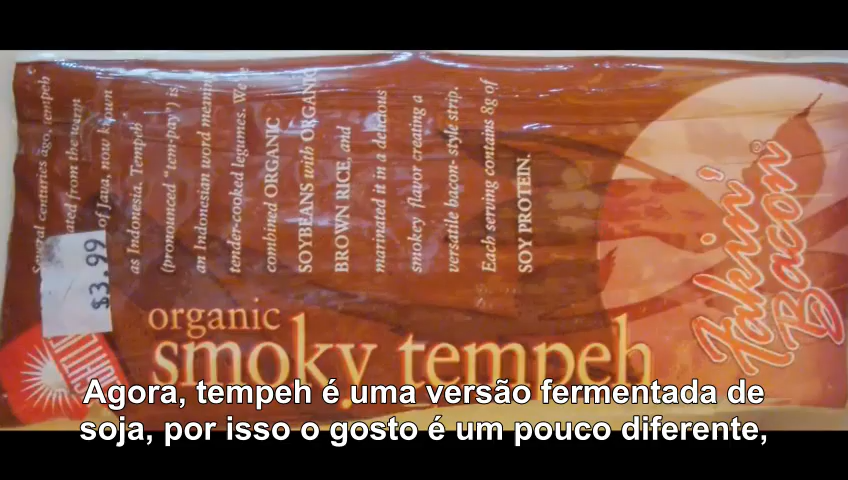 Several centuries ago, tempeh
ated from the warm
of Java, now known
as Indonesia. Tempeh
(pronounced "tem-pay") is
an Indonesian word meanin
tender-cooked legumes. We'
combined ORGANIC
SOYBEANS with ORGANIC
BROWN RICE, and
marinated it in a delicious
smokey flavor creating a
versatile bacon- style strip.
Each serving contains 8g of
SOY PROTEIN.
$3.99
organic
smoky tempeh
Fakin'
Bacon®
Agora, tempeh é uma versão fermentada de
soja, por isso o gosto é um pouco diferente,